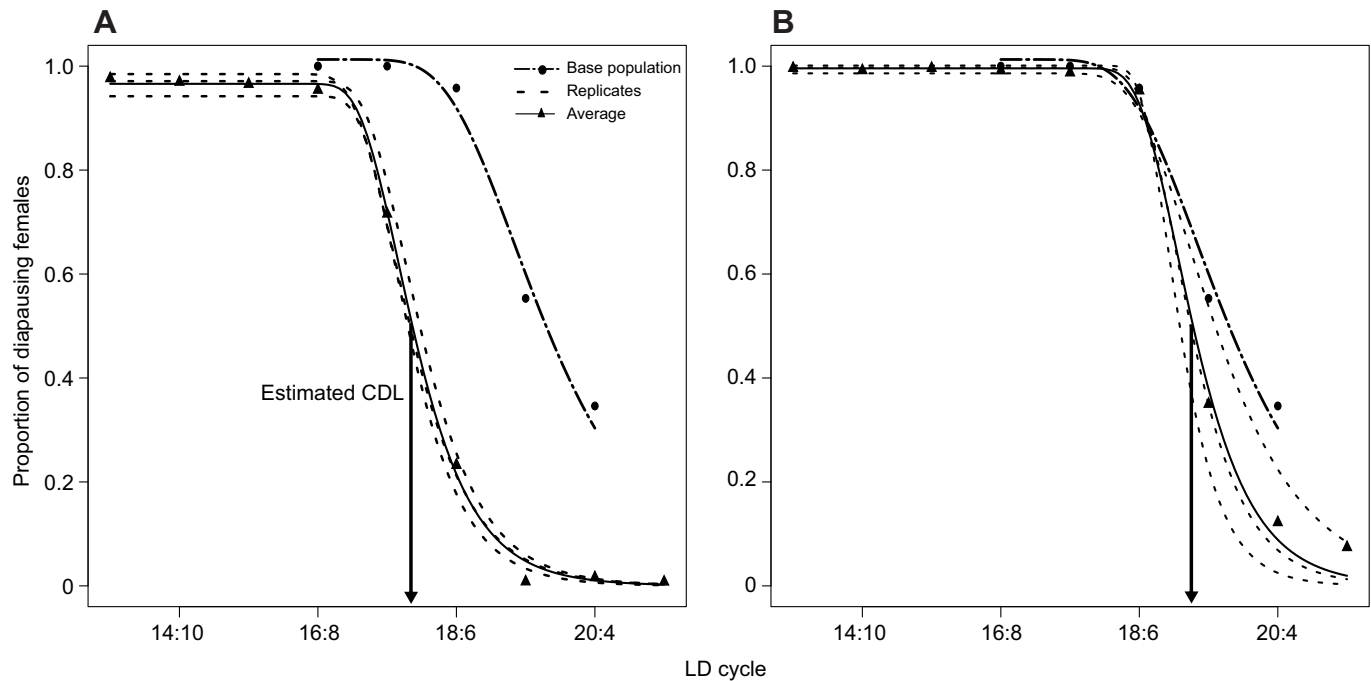 A
B
Proportion of diapausing females
1.0
0.8
0.6
0.4
0.2
0
Base population
Replicates
Average
Estimated CDL
14:10
16:8
18:6
20:4
1.0
0.8
0.6
0.4
0.2
0
14:10
16:8
18:6
20:4
LD cycle